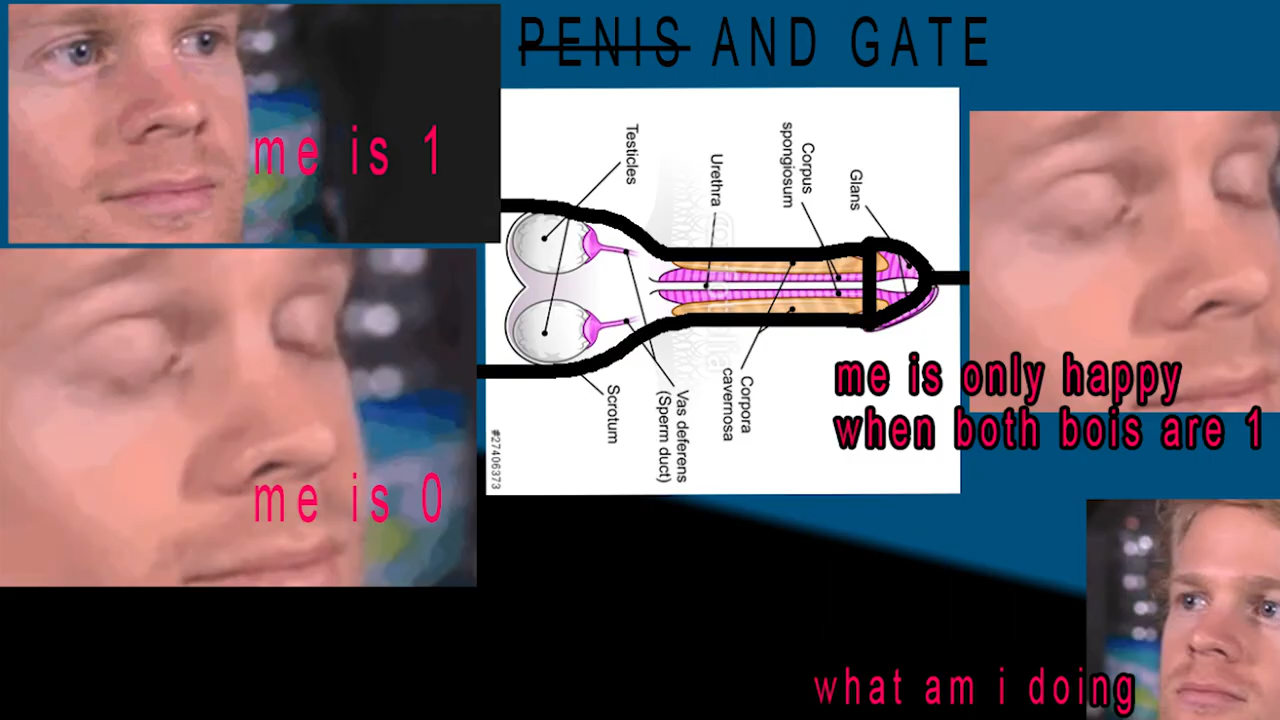 PENIS AND GATE
me is 1
Testicles
Urethra
Corpus
spongiosum
Glans
me is 0
Scrotum
Vas deferens
(Sperm duct)
Corpora
cavernosa
#27406373
me is only happy
when both bois are 1
what am i doing